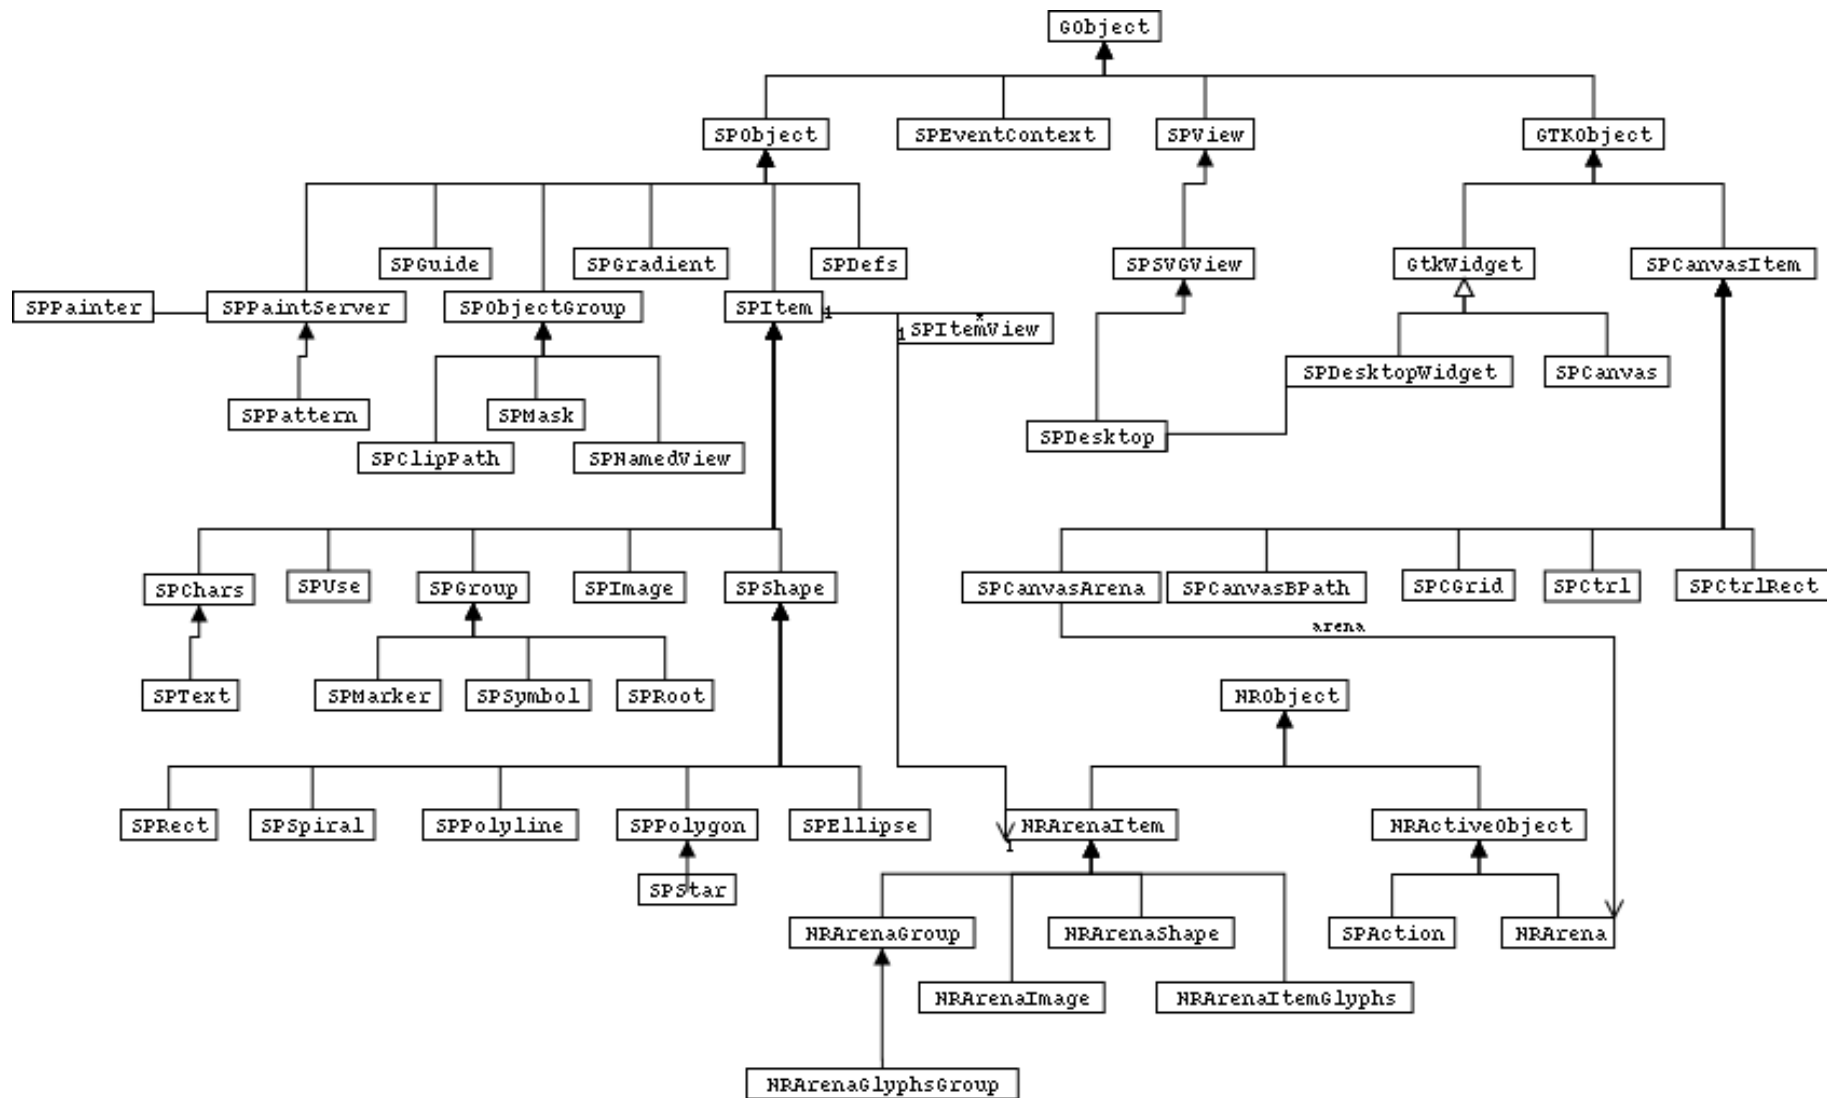 GObject
SPObject
SPEventContext
SPView
GTKObject
SPGuide
SPGradient
SPDefs
SPSVGView
GtkWidget
SPCanvasItem
SPPainter
SPPaintServer
SPObjectGroup
SPItem
1
*
1
SPItemView
SPDesktopWidget
SPCanvas
SPPattern
SPMask
SPDesktop
SPClipPath
SPNamedView
SPChars
SPUse
SPGroup
SPImage
SPShape
SPCanvasArena
SPCanvasBPath
SPCGrid
SPCtrl
SPCtrlRect
arena
SPText
SPMarker
SPSymbol
SPRoot
NRObject
SPRect
SPSpiral
SPPolyline
SPPolygon
SPEllipse
NRArenaItem
1
NRActiveObject
SPStar
NRArenaGroup
NRArenaShape
SPAction
NRArena
NRArenaImage
NRArenaItemGlyphs
NRArenaGlyphsGroup